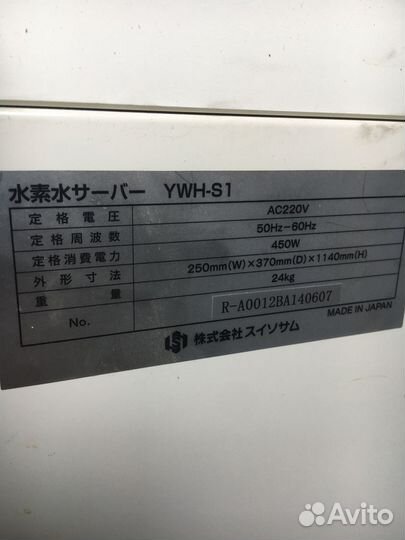 水素水サーバー YWH-S1
定格電圧 AC220V
定格周波数 50Hz～60Hz
定格消費電力 450W
外形寸法 250mm(W)×370mm(D)×1140mm(H)
重量 24kg
No. R-A0012BA140607
MADE IN JAPAN
株式会社スイソサム
Avito